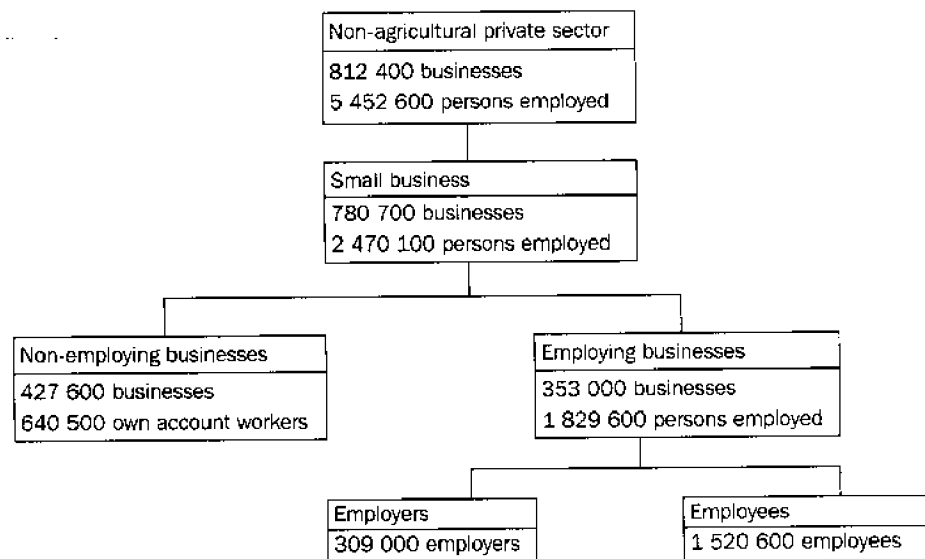 Non-agricultural private sector
812 400 businesses
5 452 600 persons employed
Small business
780 700 businesses
2 470 100 persons employed
Non-employing businesses
427 600 businesses
640 500 own account workers
Employing businesses
353 000 businesses
1 829 600 persons employed
Employers
309 000 employers
Employees
1 520 600 employees